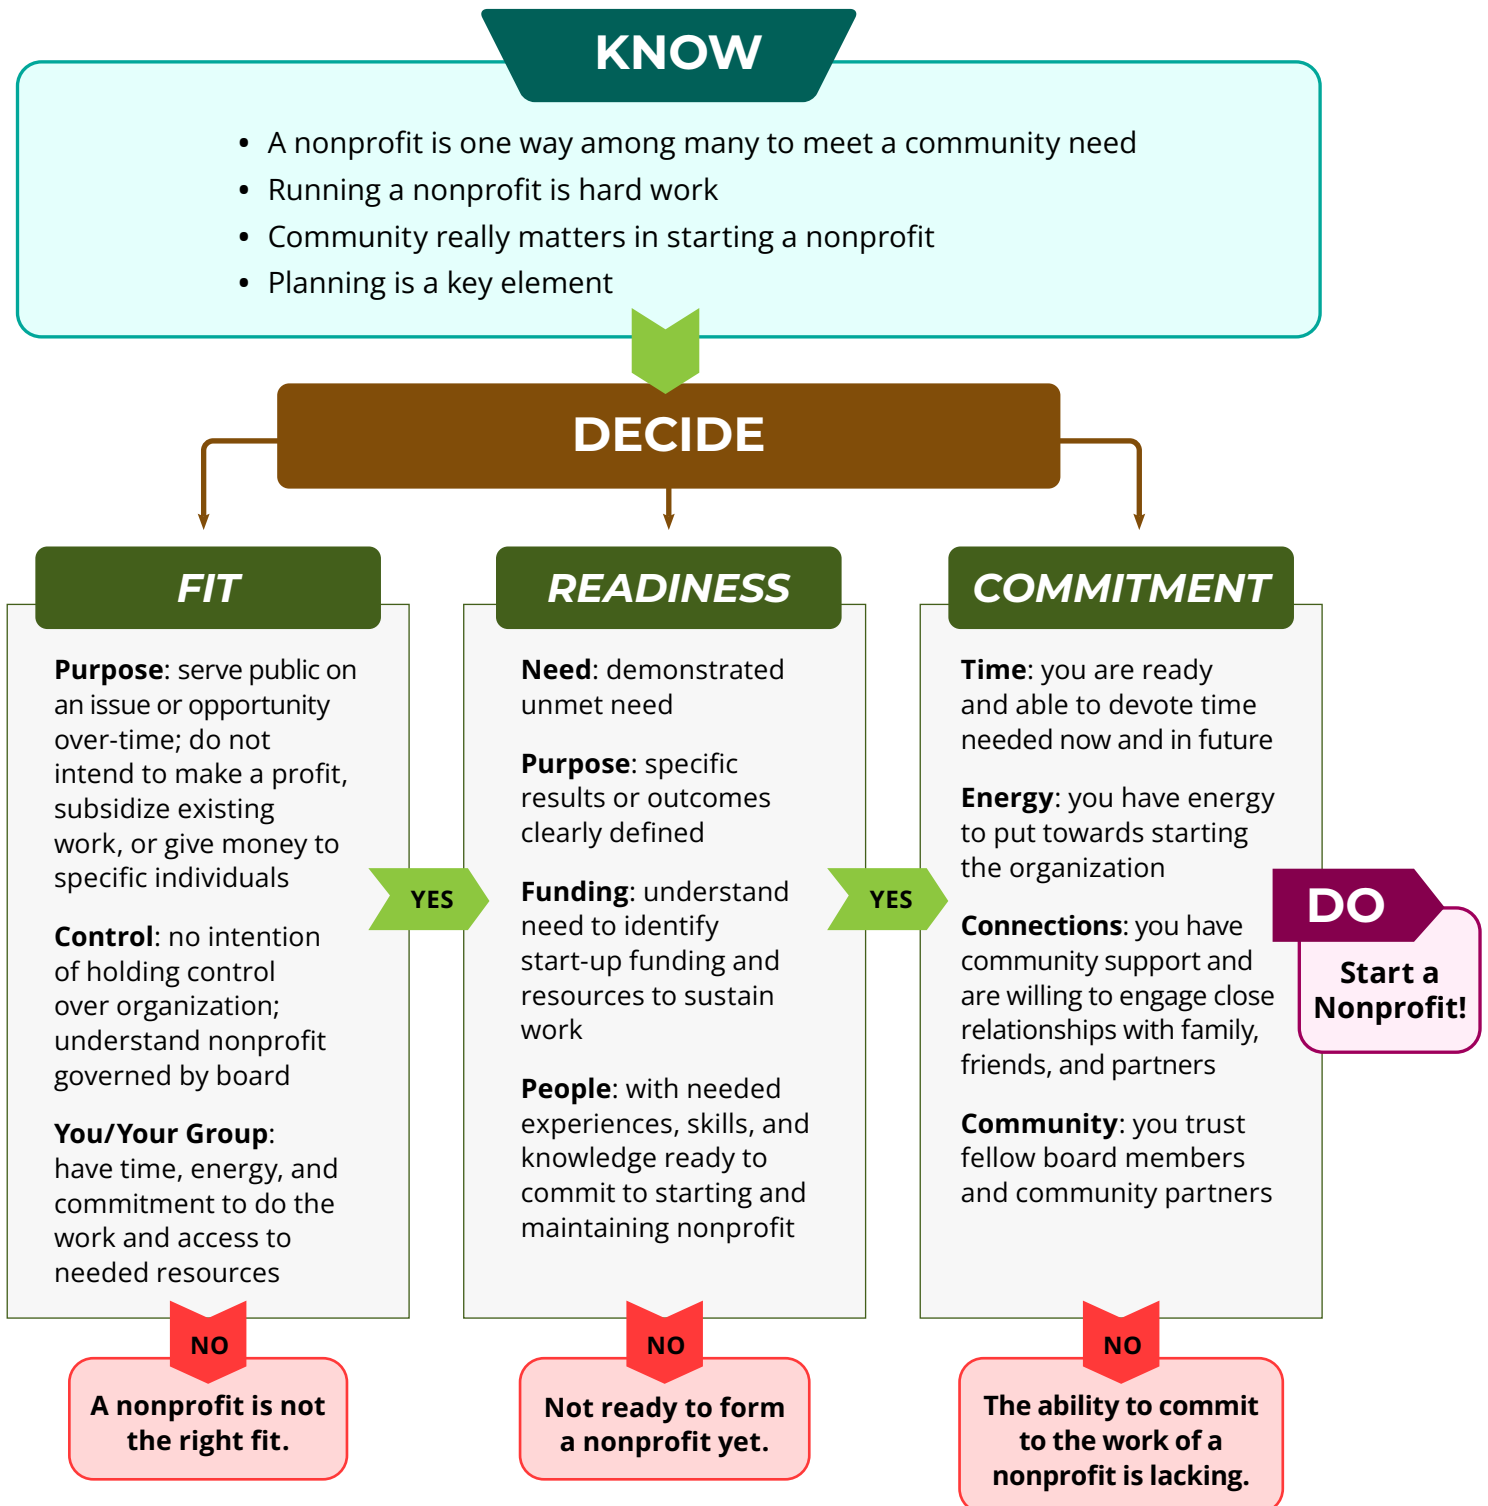 KNOW
• A nonprofit is one way among many to meet a community need
• Running a nonprofit is hard work
• Community really matters in starting a nonprofit
• Planning is a key element
DECIDE
FIT
Purpose: serve public on
an issue or opportunity
over-time; do not
intend to make a profit,
subsidize existing
work, or give money to
specific individuals
Control: no intention
of holding control
over organization;
understand nonprofit
governed by board
You/Your Group:
have time, energy, and
commitment to do the
work and access to
needed resources
YES
NO
A nonprofit is not
the right fit.
READINESS
Need: demonstrated
unmet need
Purpose: specific
results or outcomes
clearly defined
Funding: understand
need to identify
start-up funding and
resources to sustain
work
People: with needed
experiences, skills, and
knowledge ready to
commit to starting and
maintaining nonprofit
YES
NO
Not ready to form
a nonprofit yet.
COMMITMENT
Time: you are ready
and able to devote time
needed now and in future
Energy: you have energy
to put towards starting
the organization
Connections: you have
community support and
are willing to engage close
relationships with family,
friends, and partners
Community: you trust
fellow board members
and community partners
NO
The ability to commit
to the work of a
nonprofit is lacking.
DO
Start a
Nonprofit!